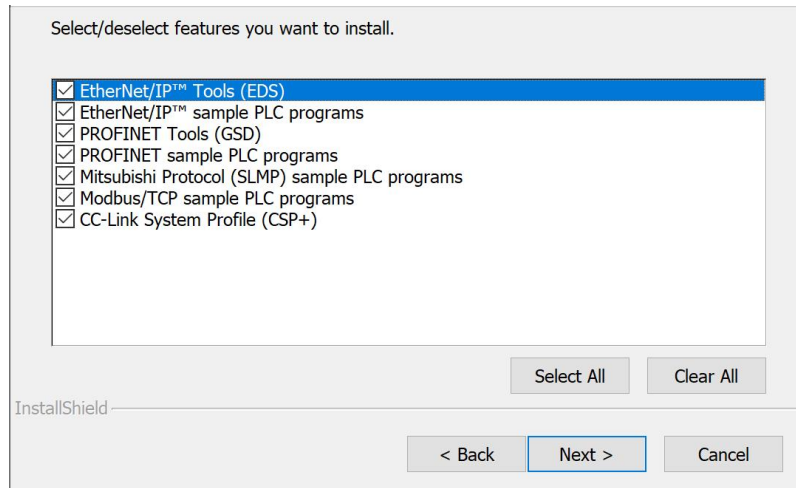 Select/deselect features you want to install.
EtherNet/IP™ Tools (EDS)
EtherNet/IP™ sample PLC programs
PROFINET Tools (GSD)
PROFINET sample PLC programs
Mitsubishi Protocol (SLMP) sample PLC programs
Modbus/TCP sample PLC programs
CC-Link System Profile (CSP+)
Select All
Clear All
InstallShield
< Back
Next >
Cancel